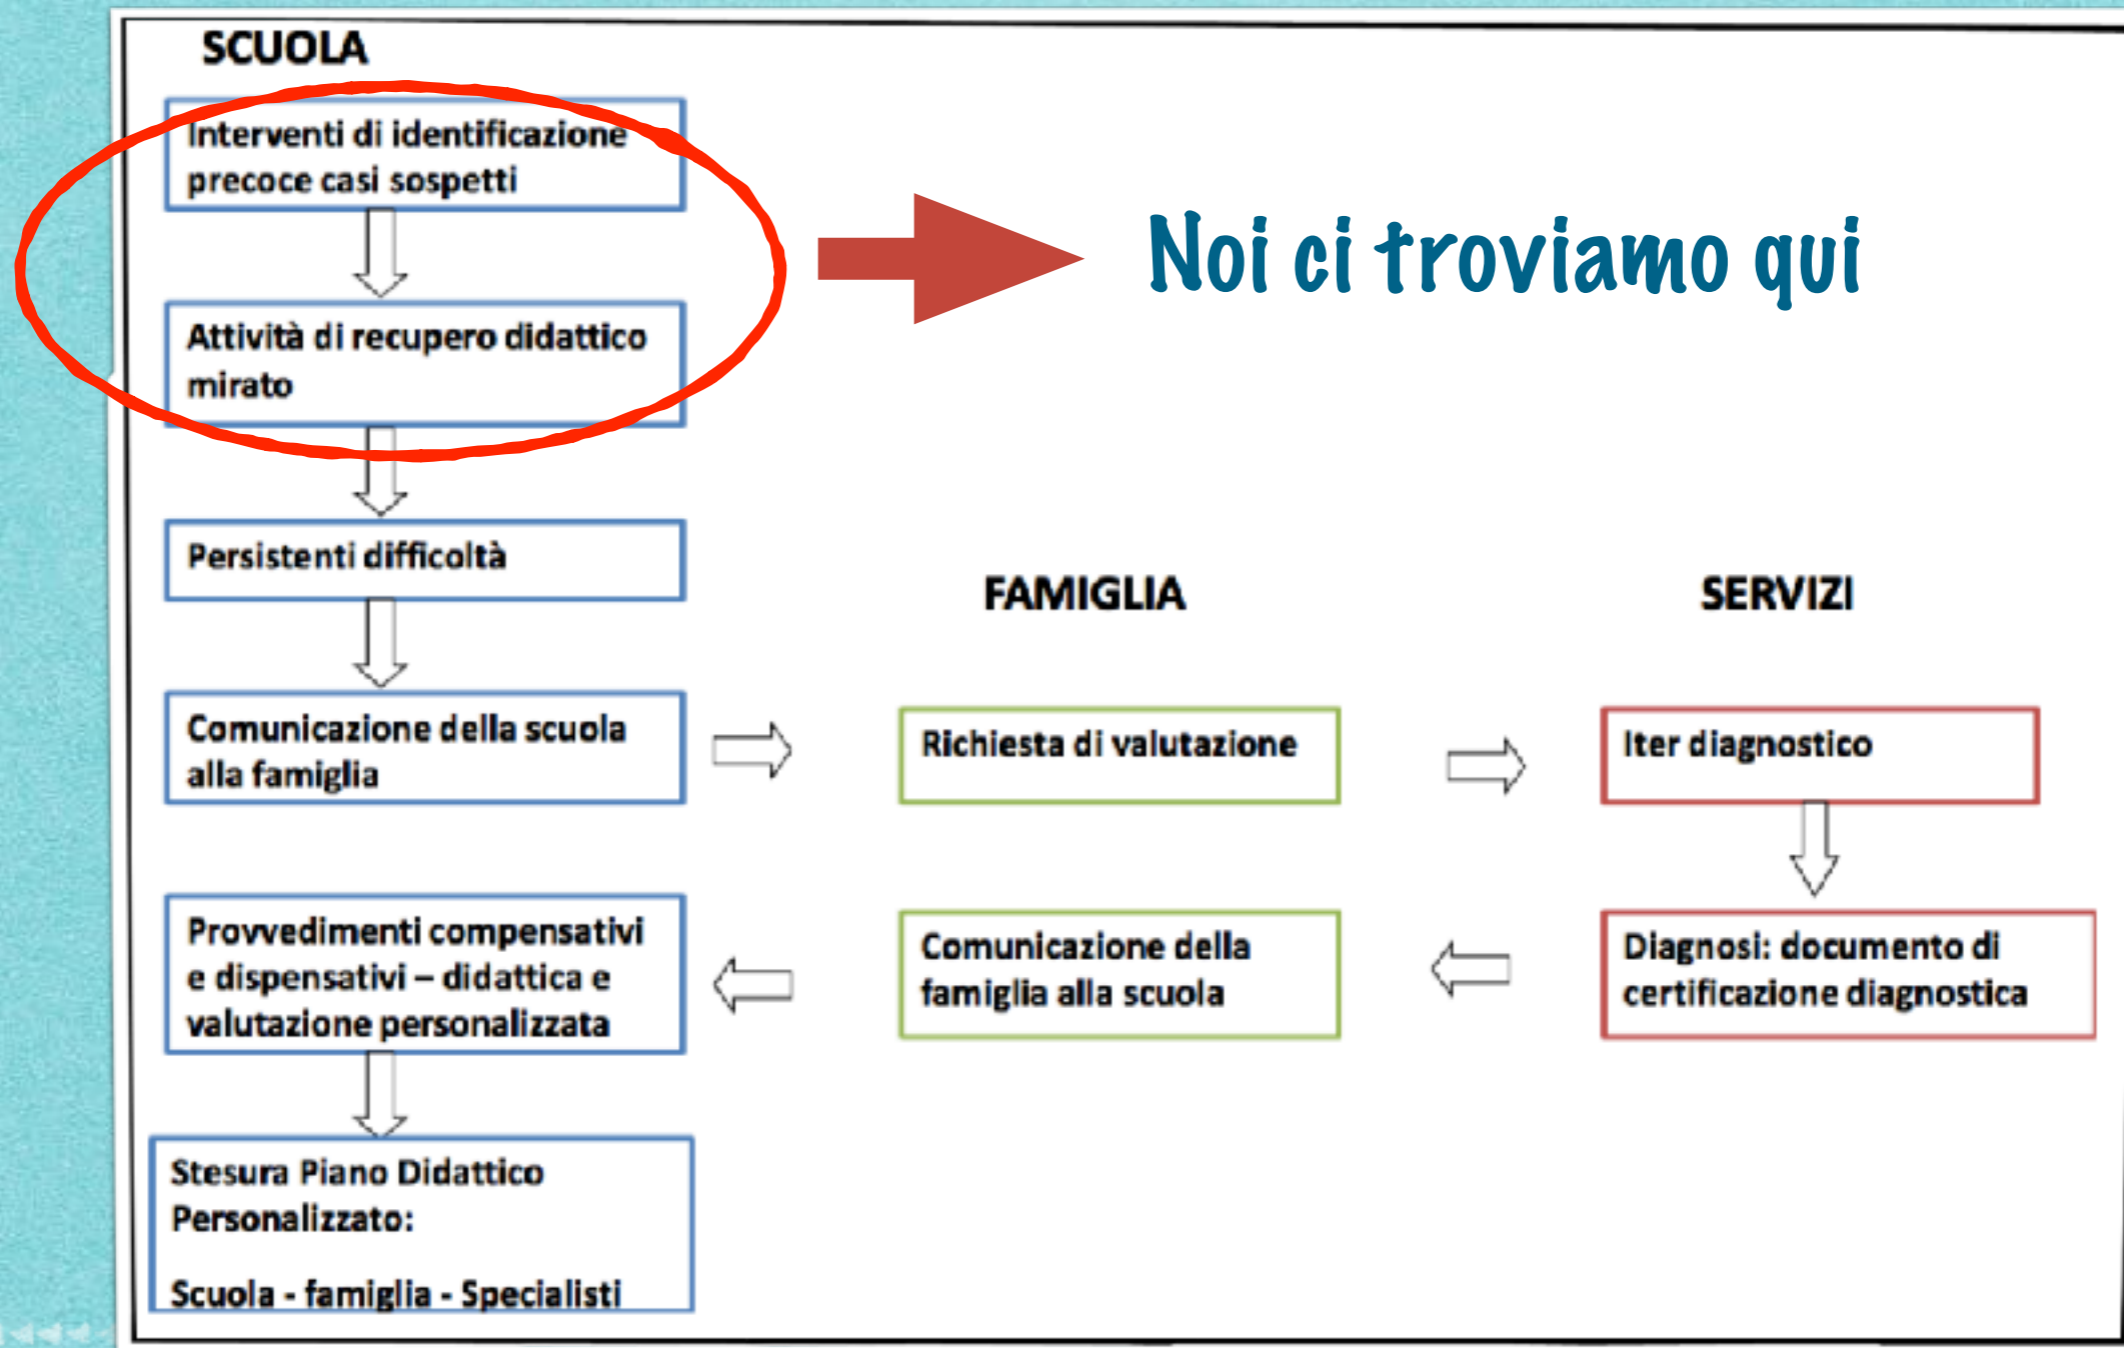 SCUOLA
Interventi di identificazione
precoce casi sospetti
Noi ci troviamo qui
Attività di recupero didattico
mirato
Persistenti difficoltà
FAMIGLIA
SERVIZI
Comunicazione della scuola
alla famiglia
Richiesta di valutazione
Iter diagnostico
Provvedimenti compensativi
e dispensativi – didattica e
valutazione personalizzata
Comunicazione della
famiglia alla scuola
Diagnosi: documento di
certificazione diagnostica
Stesura Piano Didattico
Personalizzato:
Scuola - famiglia - Specialisti